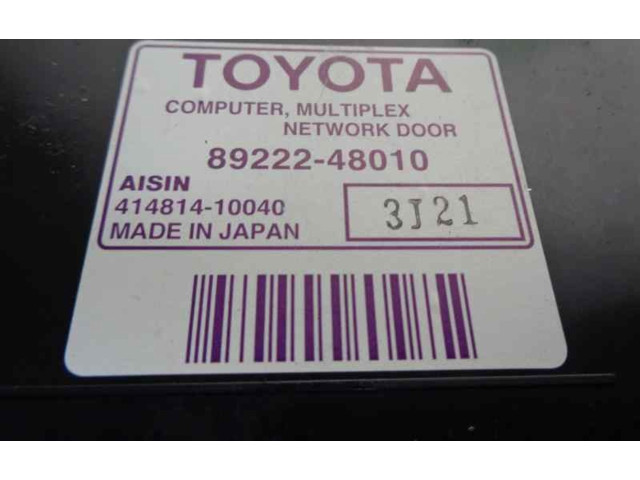 TOYOTA
COMPUTER, MULTIPLEX
NETWORK DOOR
89222-48010
AISIN
414814-10040
MADE IN JAPAN
3J21